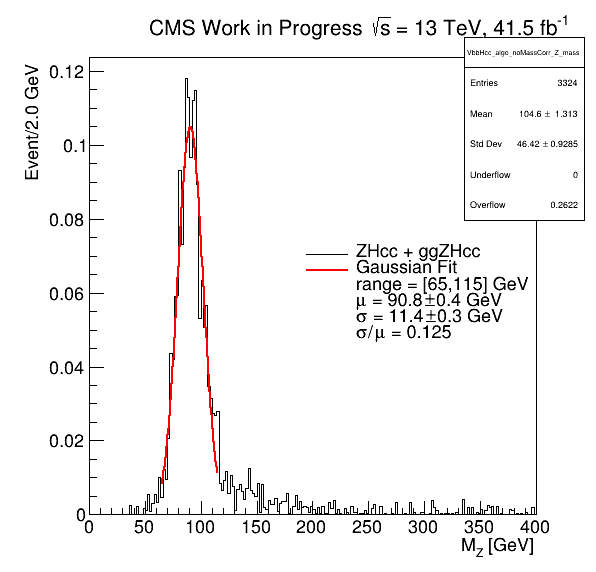 CMS Work in Progress √s = 13 TeV, 41.5 fb⁻¹
VbbHcc_algo_noMassCorr_Z_mass
Entries 3324
Mean 104.6 ± 1.313
Std Dev 46.42 ± 0.9285
Underflow 0
Overflow 0.2622
Event/2.0 GeV
0.12
0.1
0.08
0.06
0.04
0.02
0
ZHcc + ggZHcc
Gaussian Fit
range = [65,115] GeV
μ = 90.8±0.4 GeV
σ = 11.4±0.3 GeV
σ/μ = 0.125
0 50 100 150 200 250 300 350 400
M_Z [GeV]